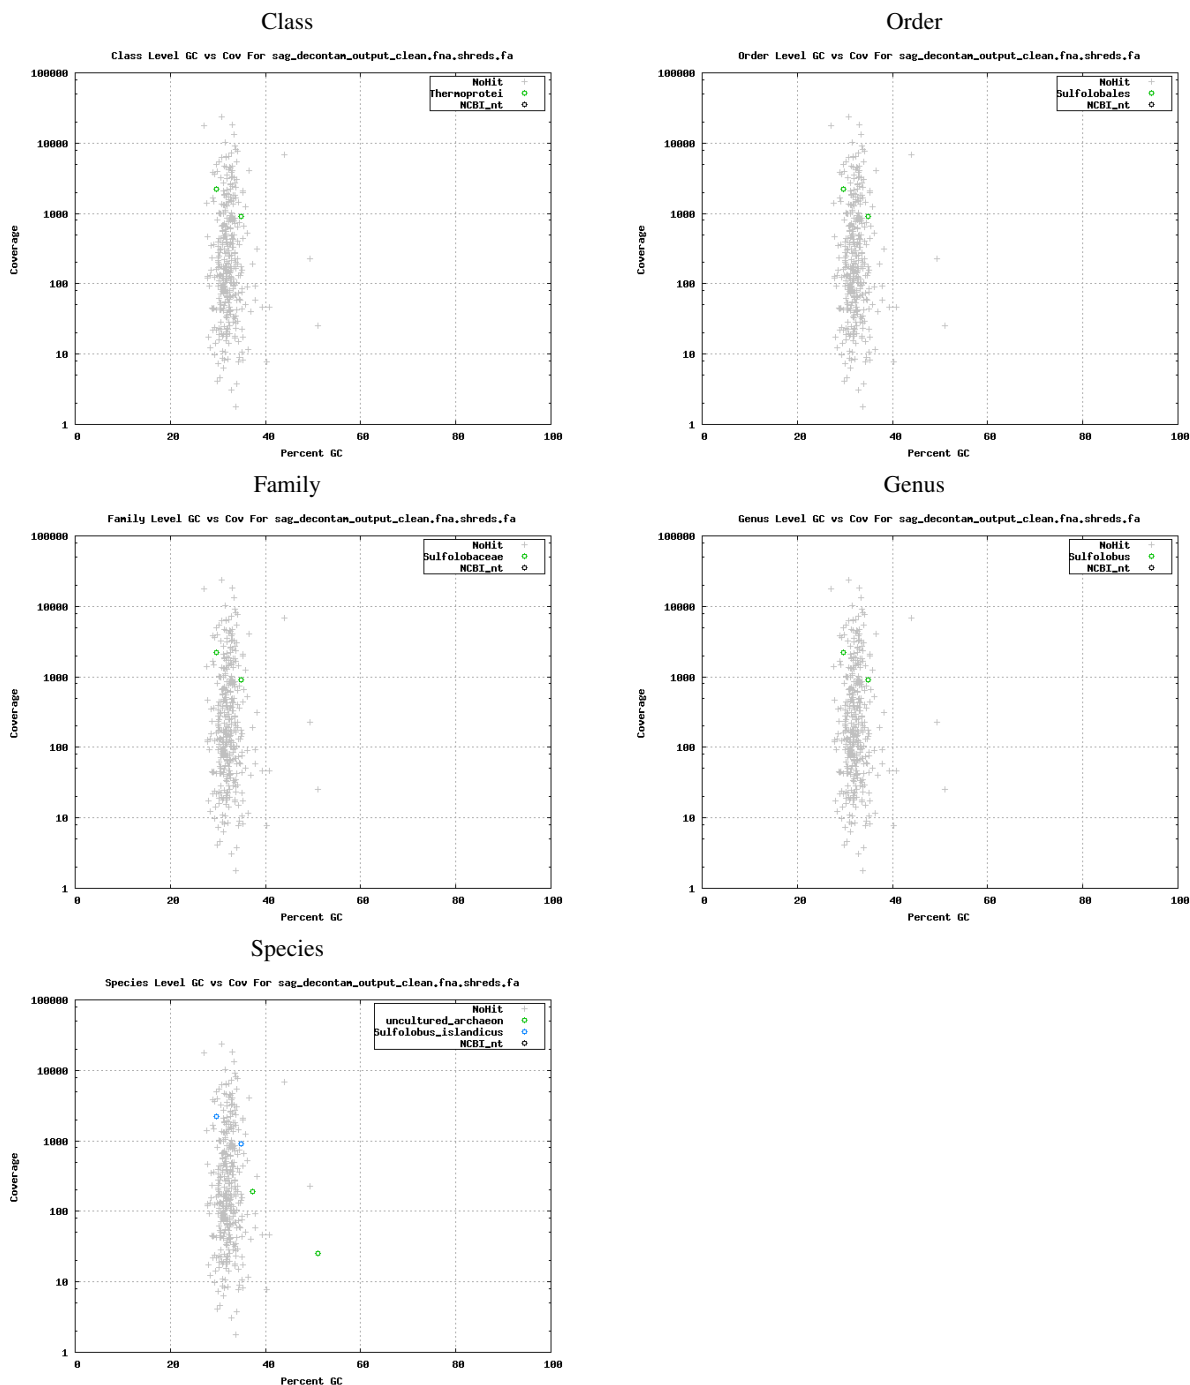 Class
Order
Class Level GC vs Cov For sag_decontam_output_clean.fna.shreds.fa
100000
10000
1000
100
10
1
Coverage
NoHit
Thermoprotei
NCBI_nt
0 20 40 60 80 100
Percent GC
Order Level GC vs Cov For sag_decontam_output_clean.fna.shreds.fa
100000
10000
1000
100
10
1
Coverage
NoHit
Sulfolobales
NCBI_nt
0 20 40 60 80 100
Percent GC
Family
Genus
Family Level GC vs Cov For sag_decontam_output_clean.fna.shreds.fa
100000
10000
1000
100
10
1
Coverage
NoHit
Sulfolobaceae
NCBI_nt
0 20 40 60 80 100
Percent GC
Genus Level GC vs Cov For sag_decontam_output_clean.fna.shreds.fa
100000
10000
1000
100
10
1
Coverage
NoHit
Sulfolobus
NCBI_nt
0 20 40 60 80 100
Percent GC
Species
Species Level GC vs Cov For sag_decontam_output_clean.fna.shreds.fa
100000
10000
1000
100
10
1
Coverage
NoHit
uncultured_archaeon
Sulfolobus_islandicus
NCBI_nt
0 20 40 60 80 100
Percent GC